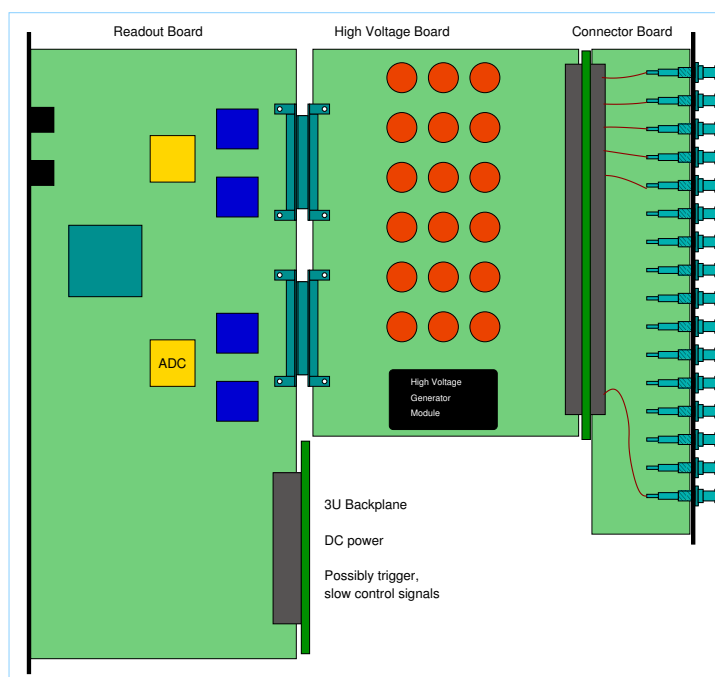 Readout Board
High Voltage Board
Connector Board
ADC
High Voltage
Generator
Module
3U Backplane
DC power
Possibly trigger,
slow control signals